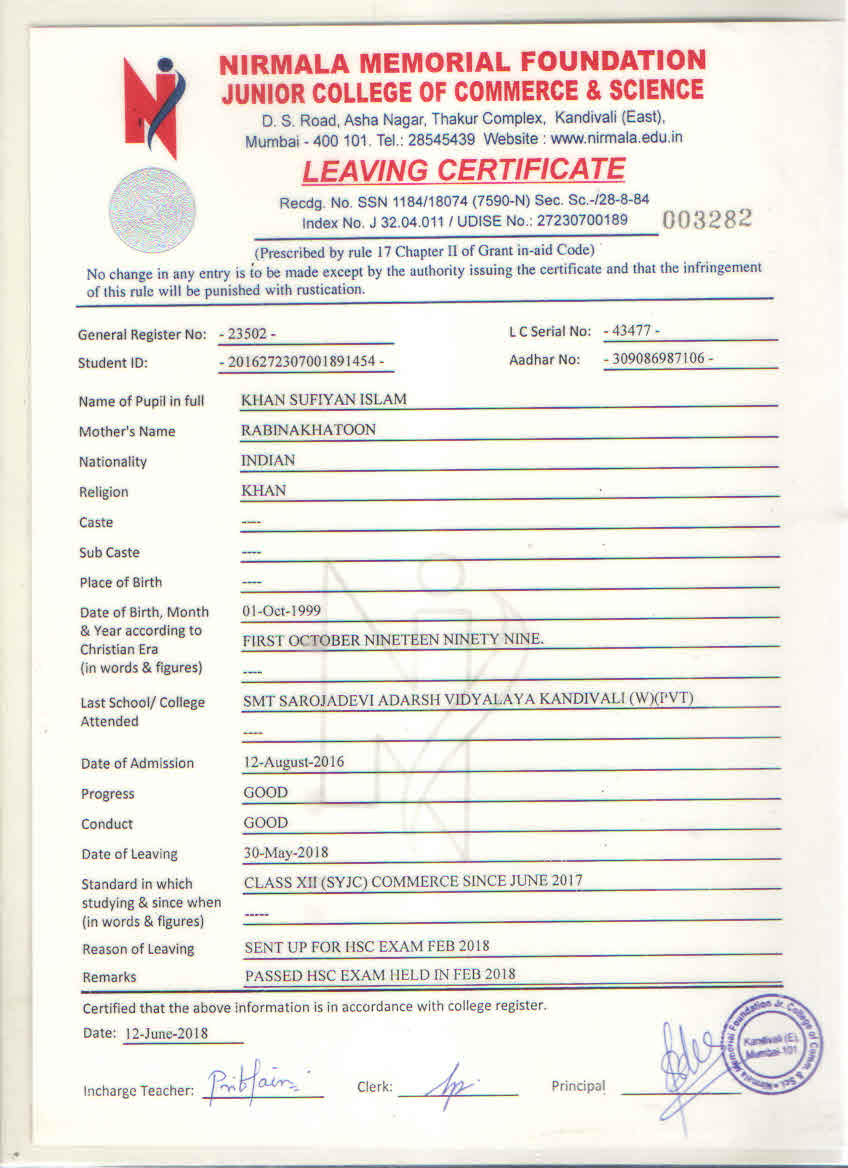 NIRMALA MEMORIAL FOUNDATION
JUNIOR COLLEGE OF COMMERCE & SCIENCE
D. S. Road, Asha Nagar, Thakur Complex, Kandivali (East),
Mumbai - 400 101. Tel.: 28545439 Website : www.nirmala.edu.in
LEAVING CERTIFICATE
Recdg. No. SSN 1184/18074 (7590-N) Sec. Sc.-/28-8-84
Index No. J 32.04.011 / UDISE No.: 27230700189 003282
(Prescribed by rule 17 Chapter II of Grant in-aid Code)
No change in any entry is to be made except by the authority issuing the certificate and that the infringement
of this rule will be punished with rustication.
General Register No: - 23502 - L C Serial No: - 43477 -
Student ID: - 2016272307001891454 - Aadhar No: - 309086987106 -
Name of Pupil in full KHAN SUFIYAN ISLAM
Mother's Name RABINAKHATOON
Nationality INDIAN
Religion KHAN
Caste ----
Sub Caste ----
Place of Birth ----
Date of Birth, Month 01-Oct-1999
& Year according to FIRST OCTOBER NINETEEN NINETY NINE.
Christian Era
(in words & figures) ----
Last School/ College SMT SAROJADEVI ADARSH VIDYALAYA KANDIVALI (W)(PVT)
Attended ----
Date of Admission 12-August-2016
Progress GOOD
Conduct GOOD
Date of Leaving 30-May-2018
Standard in which CLASS XII (SYJC) COMMERCE SINCE JUNE 2017
studying & since when
(in words & figures) -----
Reason of Leaving SENT UP FOR HSC EXAM FEB 2018
Remarks PASSED HSC EXAM HELD IN FEB 2018
Certified that the above information is in accordance with college register.
Date: 12-June-2018
Incharge Teacher: Clerk: Principal
Nirmala Memorial Foundation Jr. College of Comm. & Sci.
Kandivali (E),
Mumbai-101